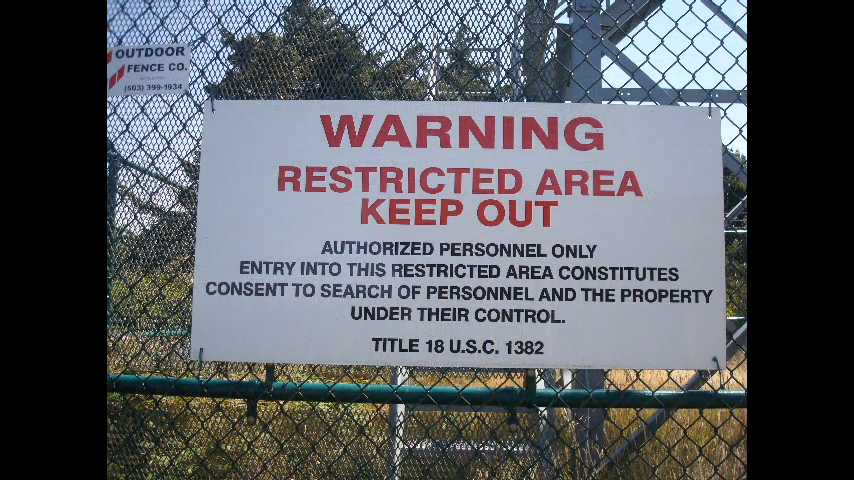 OUTDOOR
FENCE CO.
(503) 399-1934
WARNING
RESTRICTED AREA
KEEP OUT
AUTHORIZED PERSONNEL ONLY
ENTRY INTO THIS RESTRICTED AREA CONSTITUTES
CONSENT TO SEARCH OF PERSONNEL AND THE PROPERTY
UNDER THEIR CONTROL.
TITLE 18 U.S.C. 1382